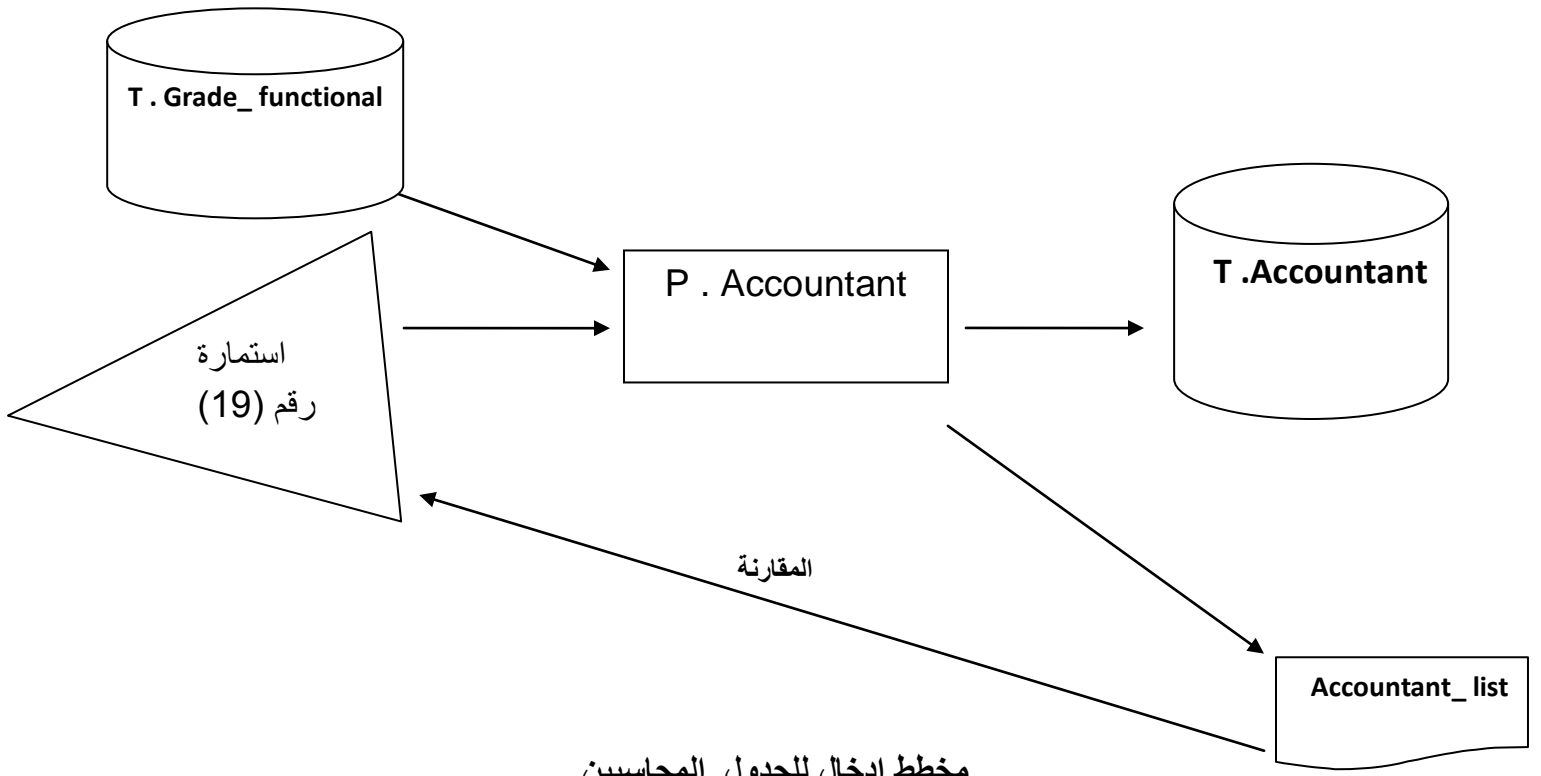 T . Grade_ functional
P . Accountant
T .Accountant
استمارة
رقم (19)
المقارنة
Accountant_ list
مخطط ادخال للجدول المحاسبين